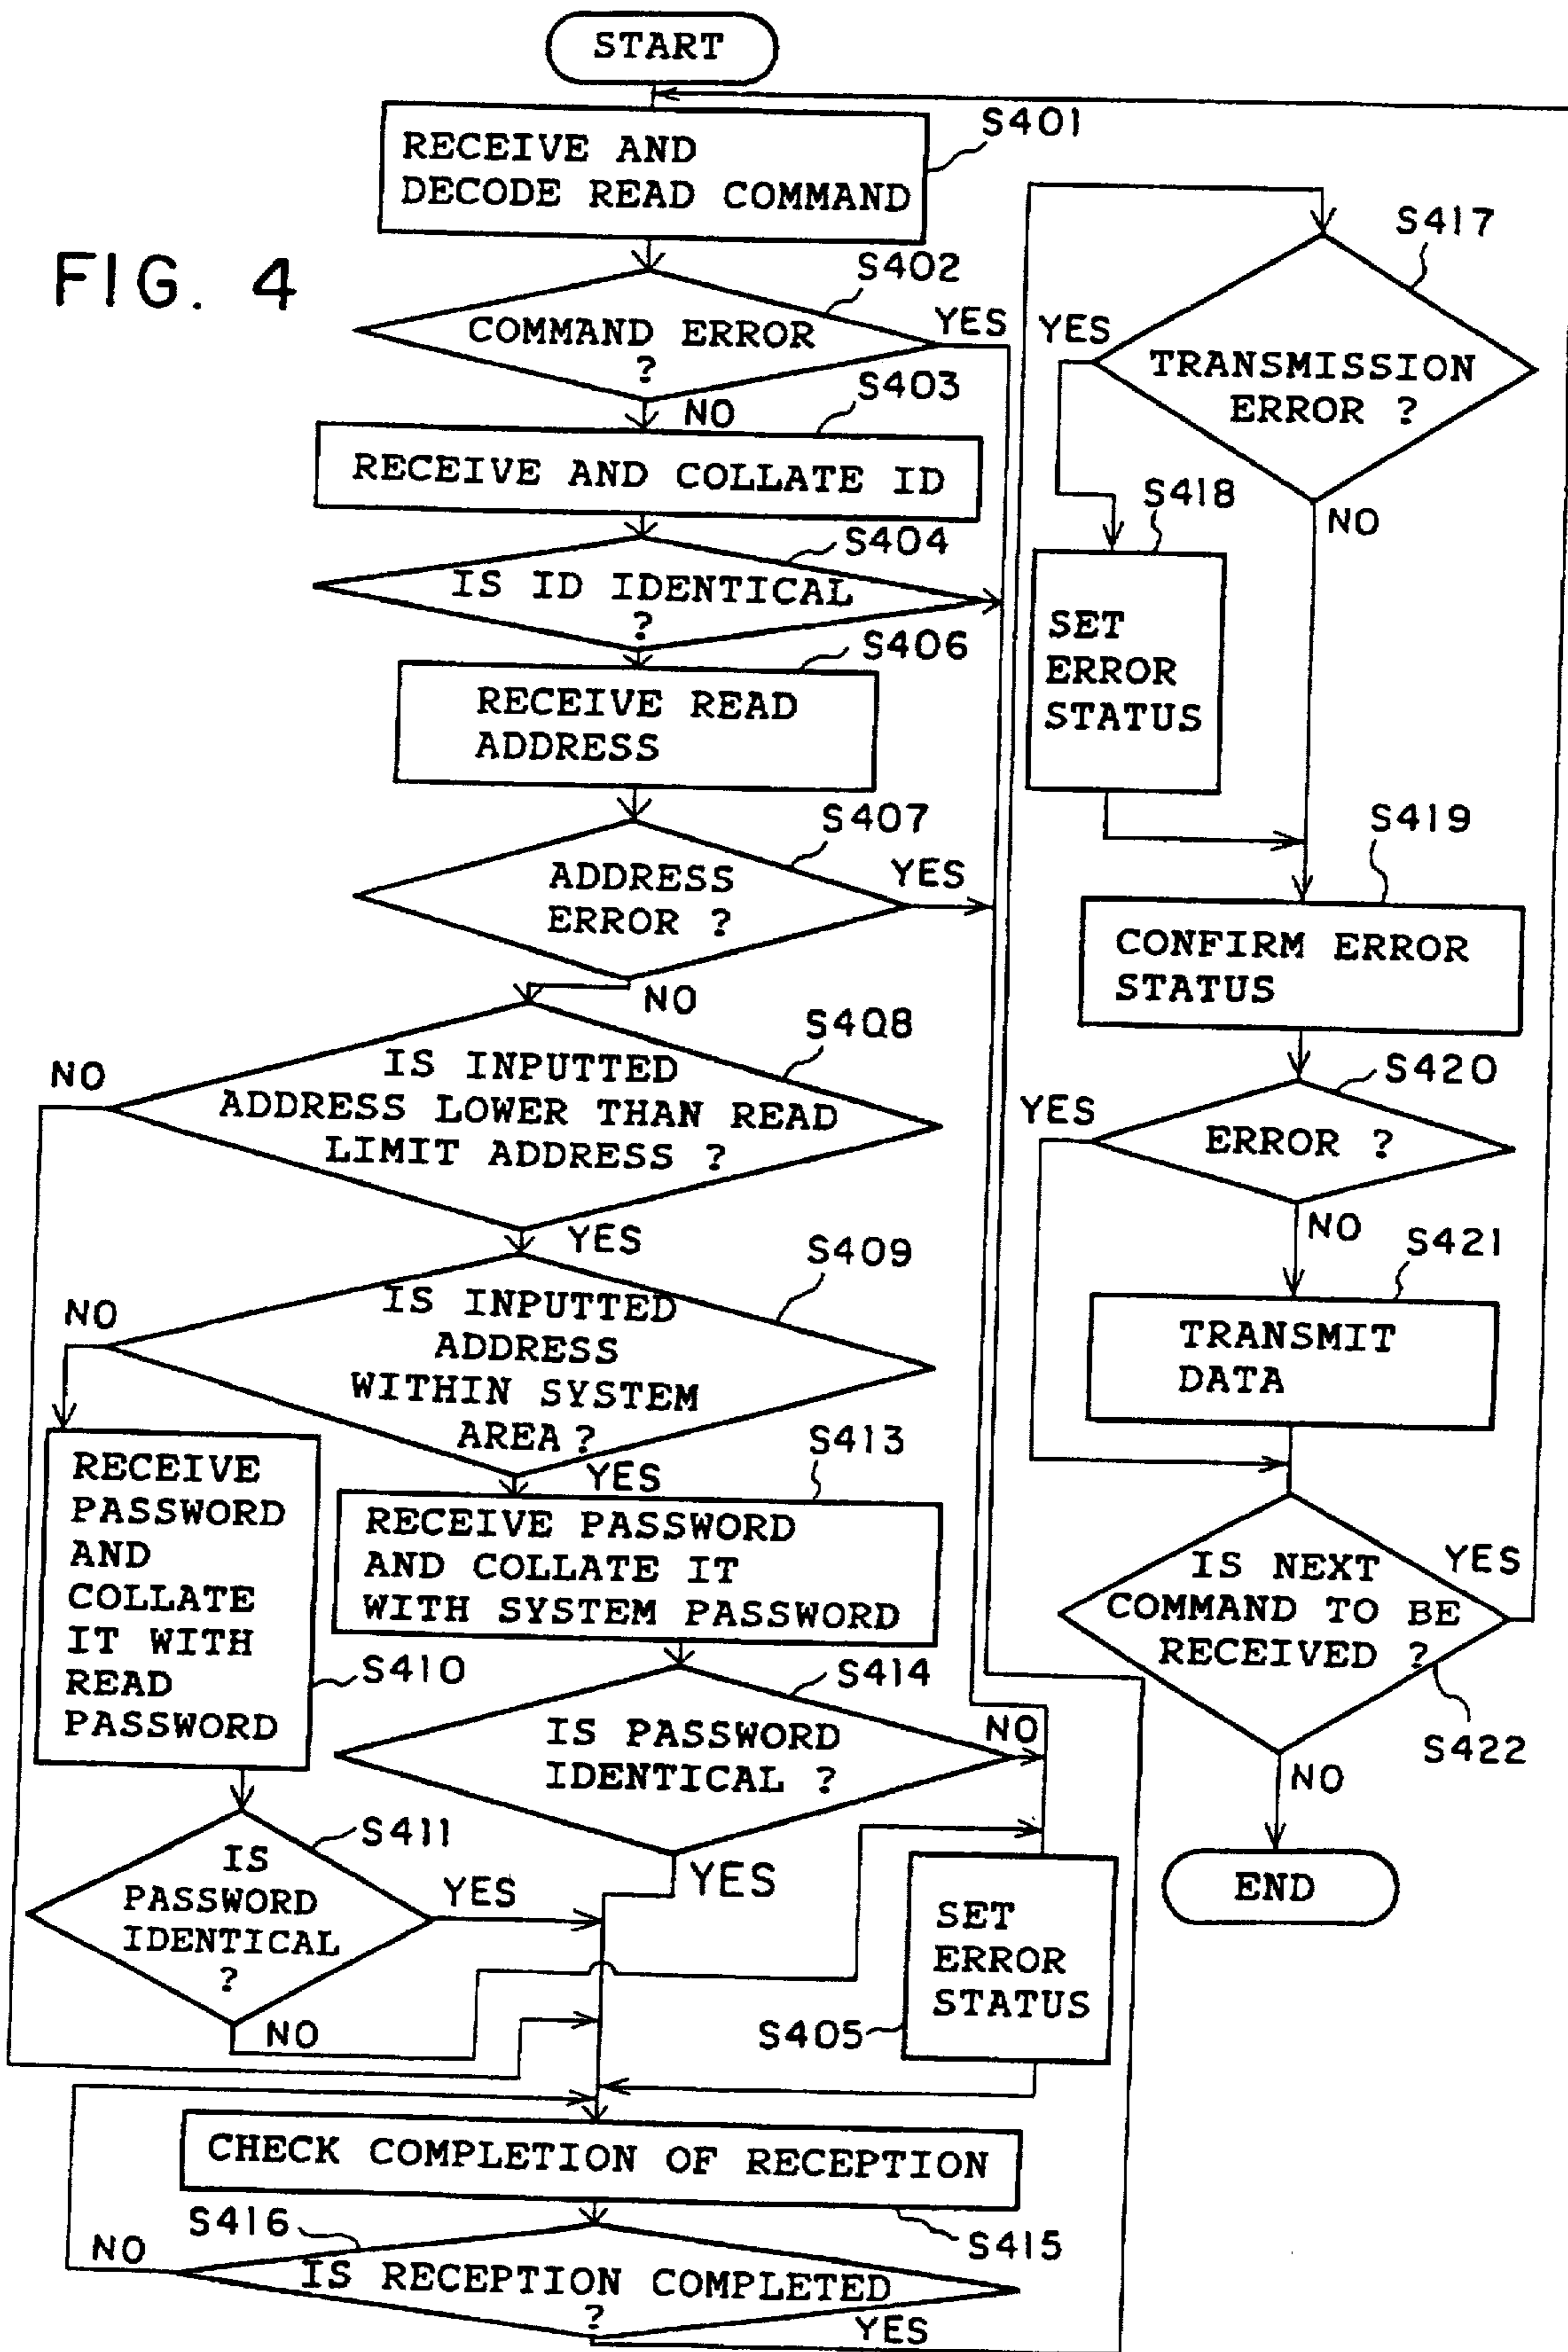 START
S401
RECEIVE AND
DECODE READ COMMAND
FIG. 4
S402
COMMAND ERROR
?
YES
NO
S403
RECEIVE AND COLLATE ID
S404
IS ID IDENTICAL
?
S406
RECEIVE READ
ADDRESS
S407
ADDRESS
ERROR ?
YES
NO
S408
IS INPUTTED
ADDRESS LOWER THAN READ
LIMIT ADDRESS ?
NO
YES
S409
IS INPUTTED
ADDRESS
WITHIN SYSTEM
AREA ?
NO
YES
RECEIVE
PASSWORD
AND
COLLATE
IT WITH
READ
PASSWORD
S410
S413
RECEIVE PASSWORD
AND COLLATE IT
WITH SYSTEM PASSWORD
S414
IS PASSWORD
IDENTICAL ?
NO
YES
S411
IS
PASSWORD
IDENTICAL
?
YES
NO
SET
ERROR
STATUS
S405
CHECK COMPLETION OF RECEPTION
S415
S416
IS RECEPTION COMPLETED
?
NO
YES
S417
TRANSMISSION
ERROR ?
YES
NO
S418
SET
ERROR
STATUS
S419
CONFIRM ERROR
STATUS
S420
ERROR ?
YES
NO
S421
TRANSMIT
DATA
IS NEXT
COMMAND TO BE
RECEIVED ?
YES
S422
NO
END